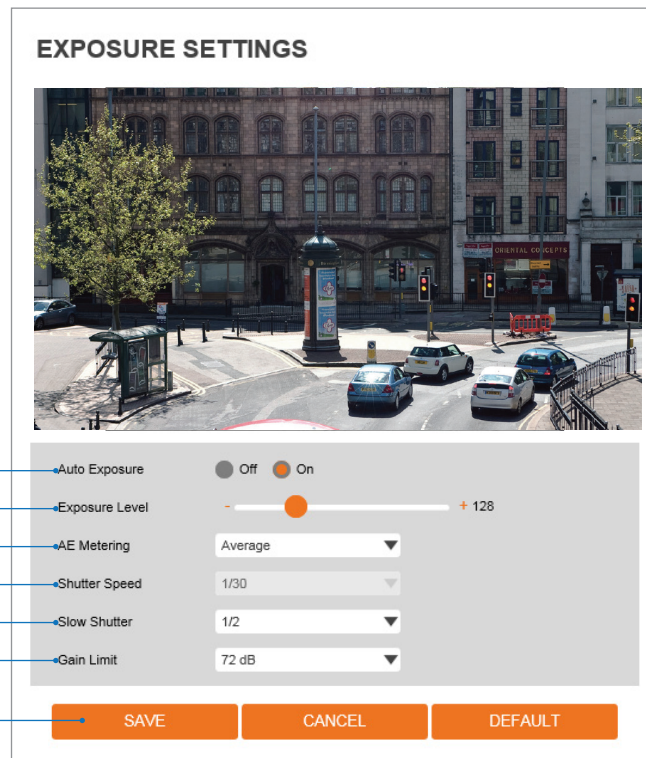 EXPOSURE SETTINGS
ORIENTAL CONCEPTS
Auto Exposure Off On
Exposure Level - + 128
AE Metering Average
Shutter Speed 1/30
Slow Shutter 1/2
Gain Limit 72 dB
SAVE CANCEL DEFAULT